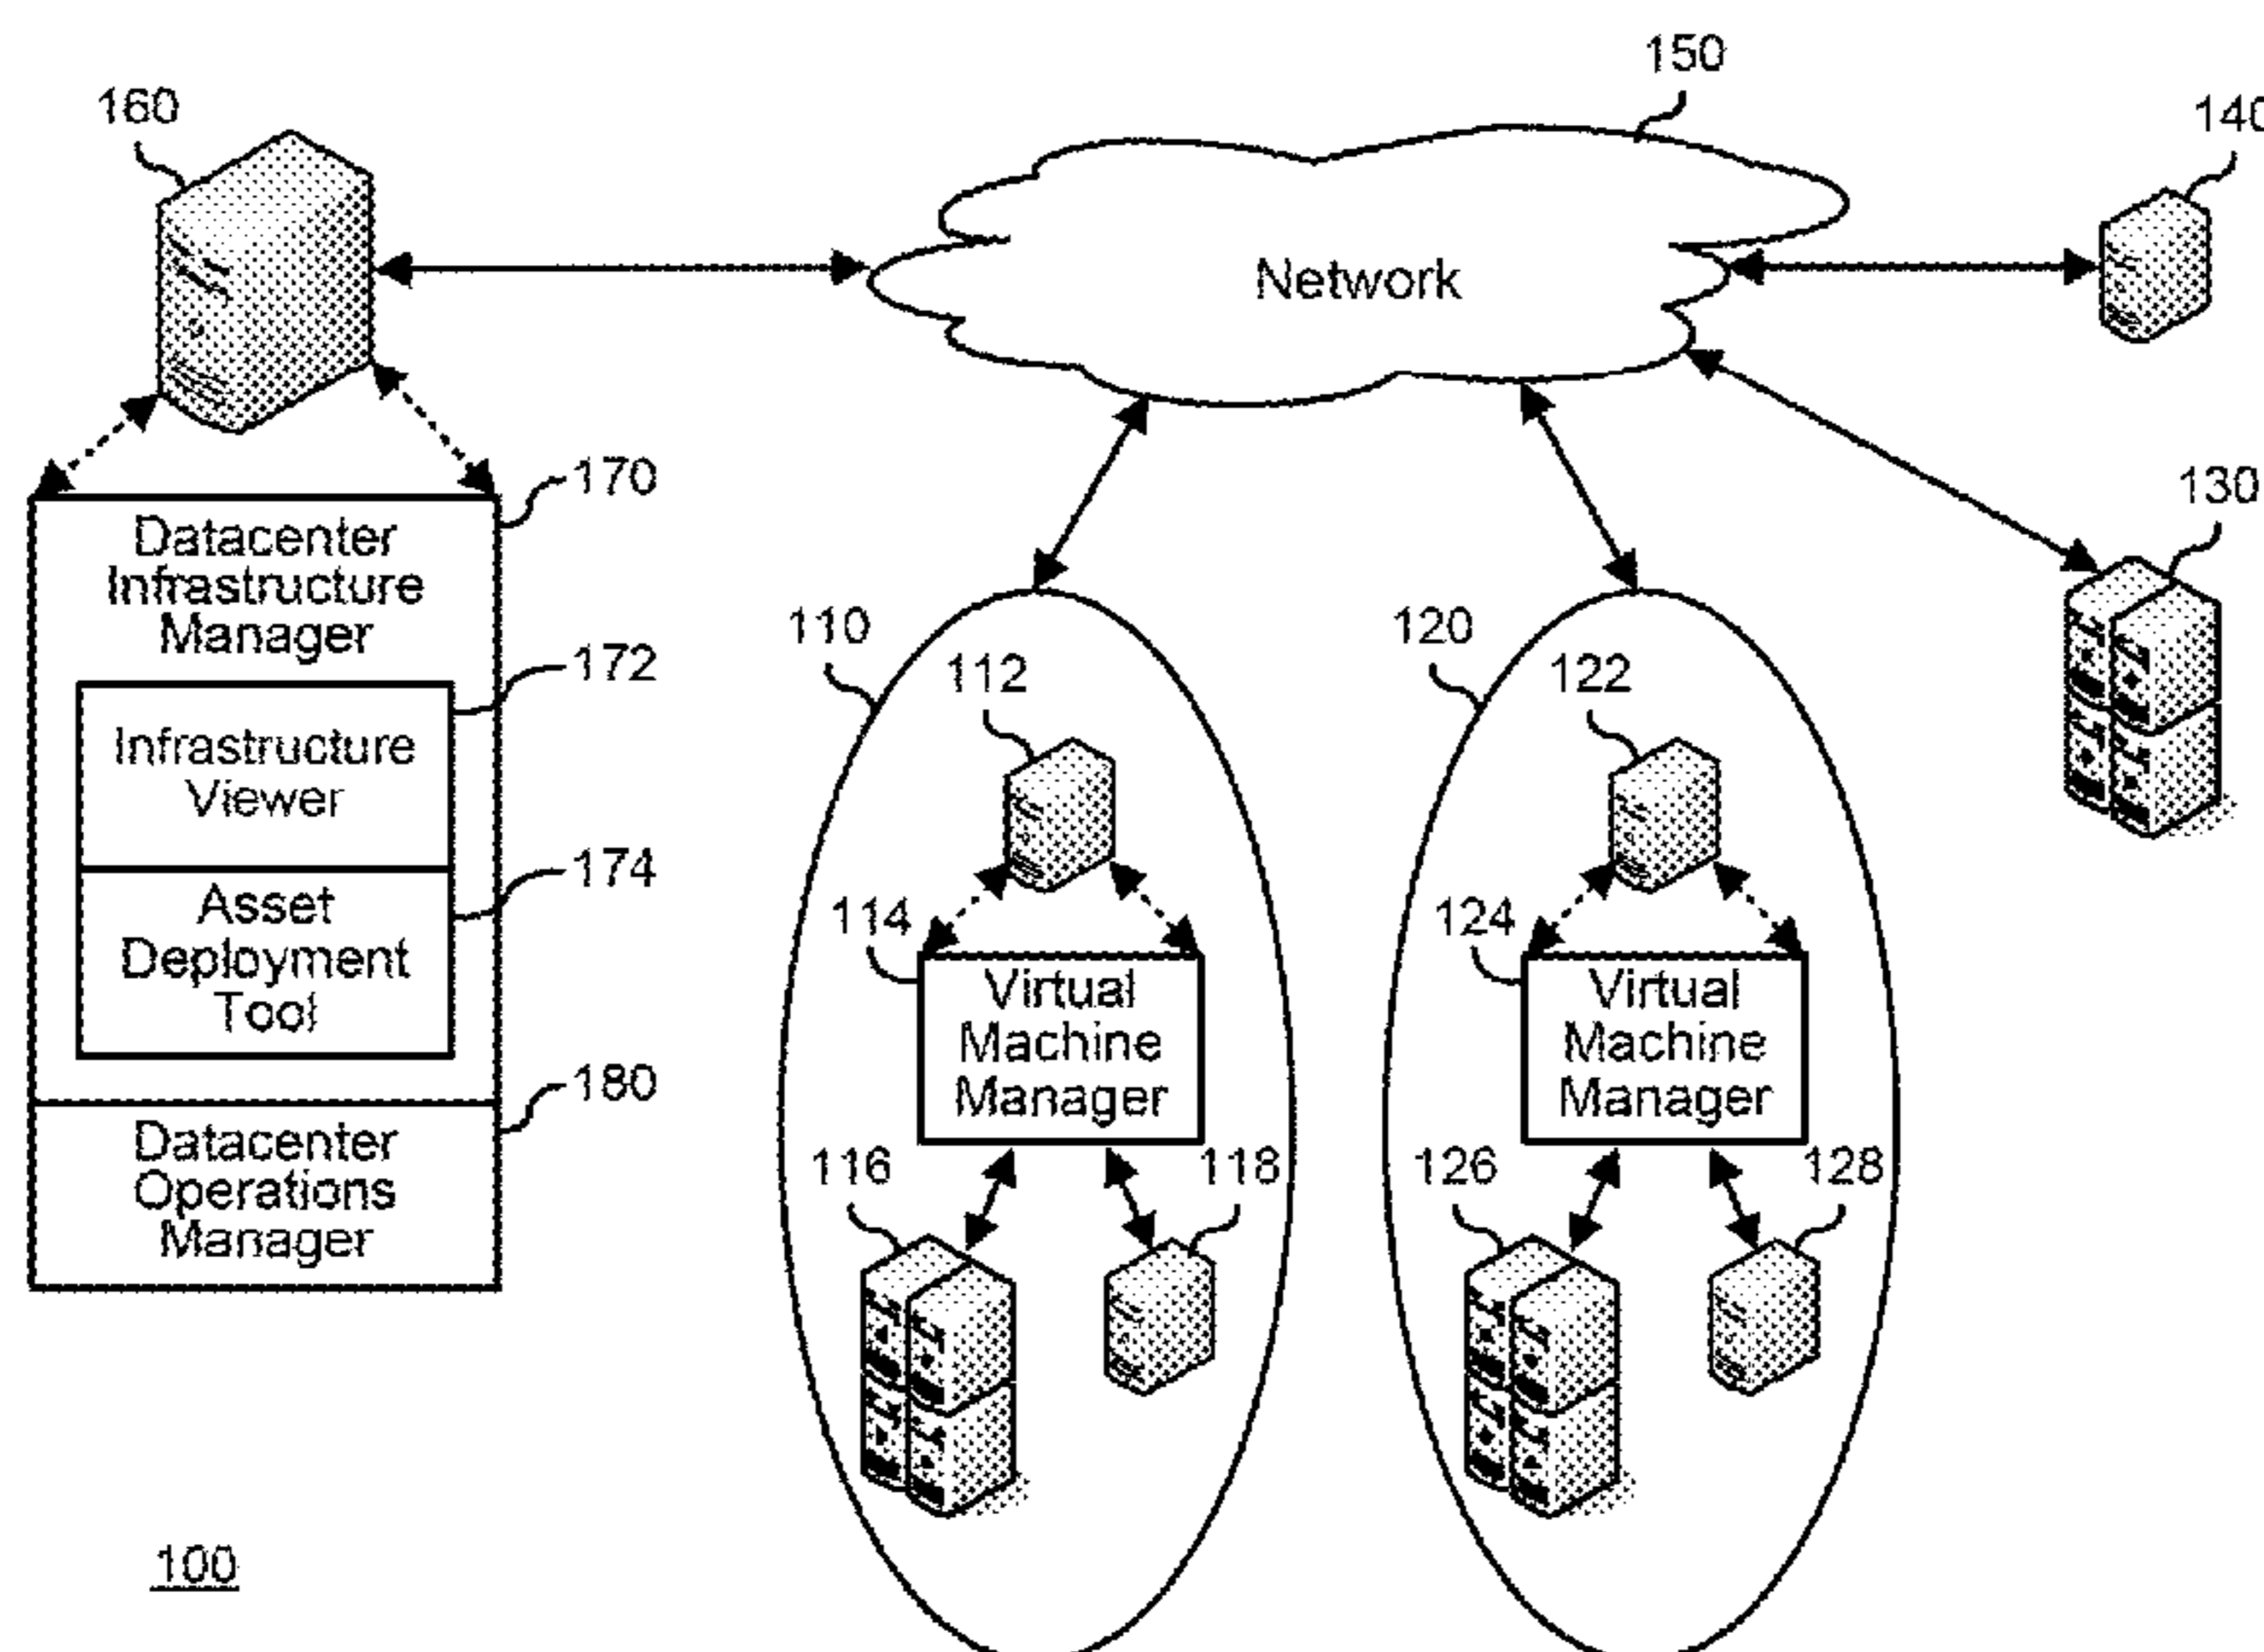 150
160
140
Network
170
130
Datacenter
Infrastructure
Manager
110
120
172
112
122
Infrastructure
Viewer
174
114
124
Asset
Deployment
Tool
Virtual
Machine
Manager
Virtual
Machine
Manager
180
116
118
126
128
Datacenter
Operations
Manager
100